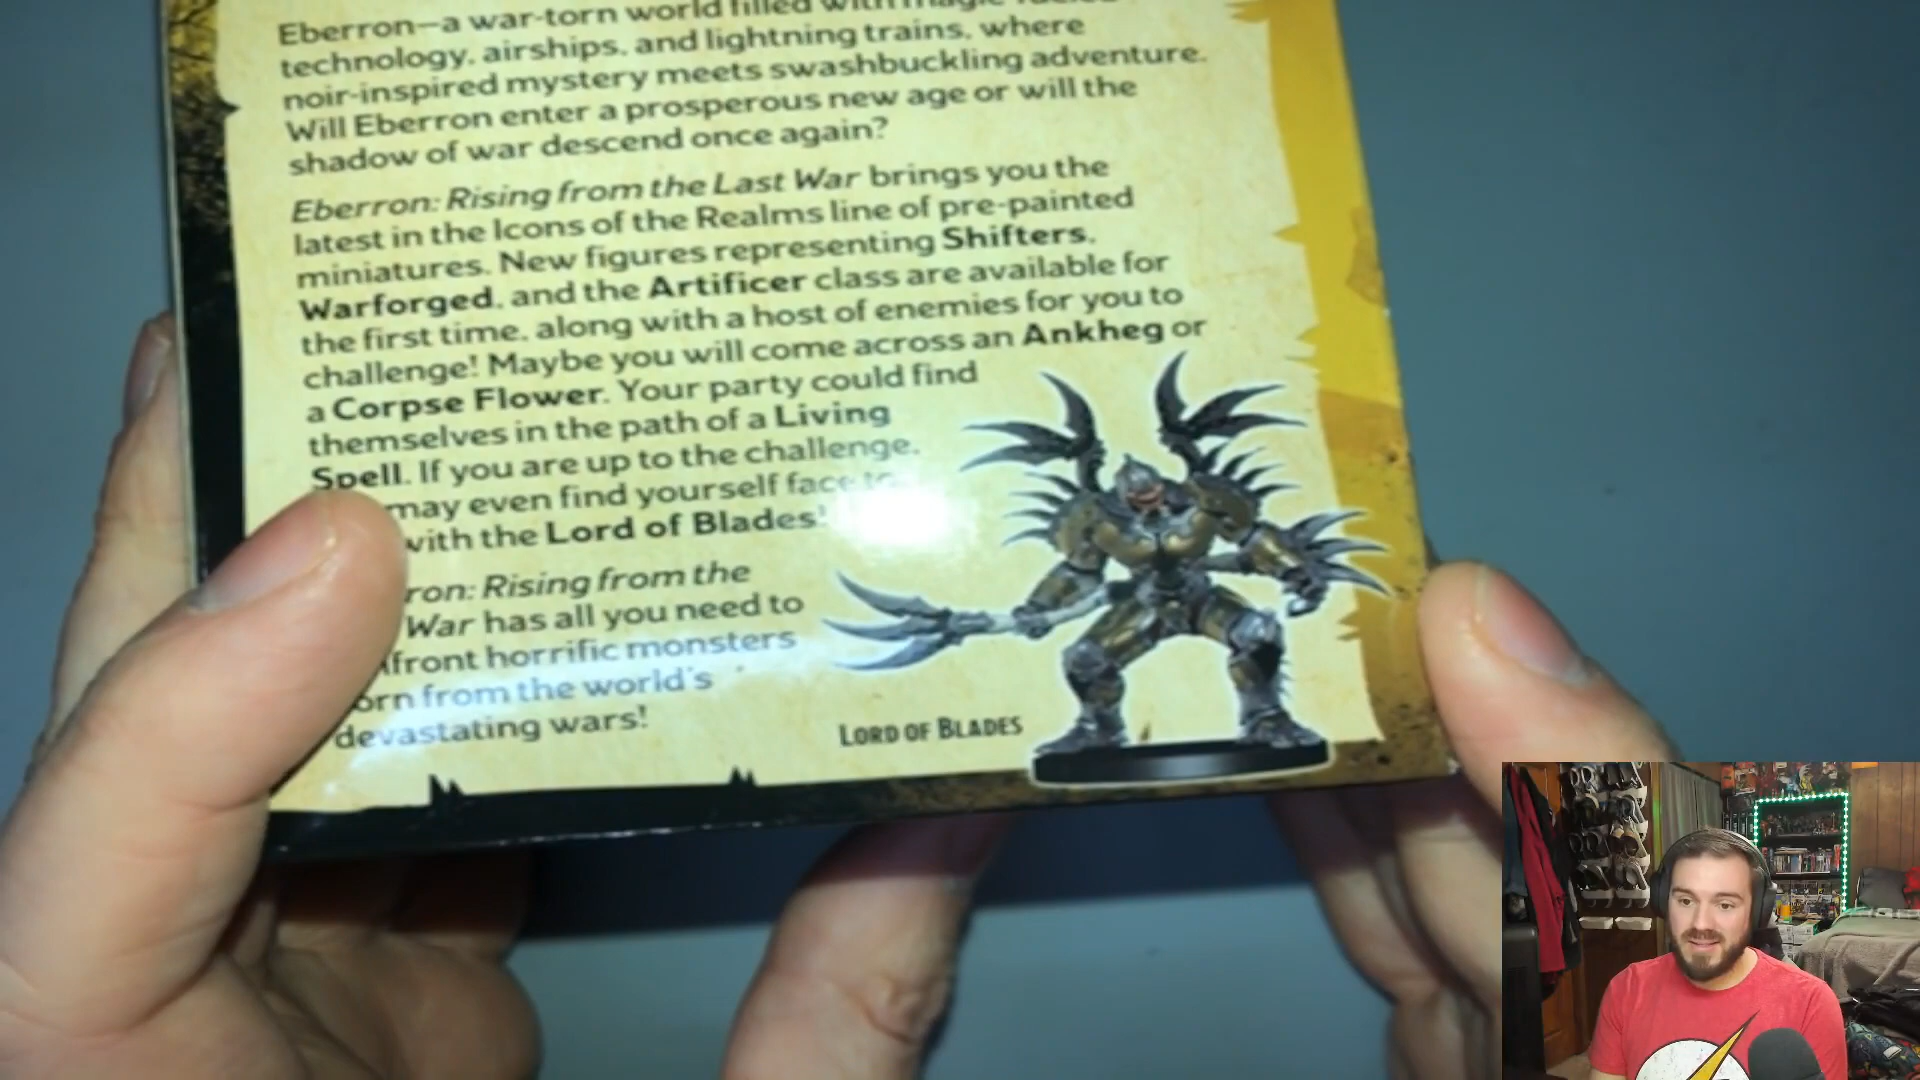 Eberron—a war-torn world filled with
technology, airships, and lightning trains, where
noir-inspired mystery meets swashbuckling adventure.
Will Eberron enter a prosperous new age or will the
shadow of war descend once again?
Eberron: Rising from the Last War brings you the
latest in the Icons of the Realms line of pre-painted
miniatures. New figures representing Shifters,
Warforged, and the Artificer class are available for
the first time, along with a host of enemies for you to
challenge! Maybe you will come across an Ankheg or
a Corpse Flower. Your party could find
themselves in the path of a Living
Spell. If you are up to the challenge,
may even find yourself face to
with the Lord of Blades!
ron: Rising from the
War has all you need to
front horrific monsters
orn from the world's
devastating wars!
LORD OF BLADES